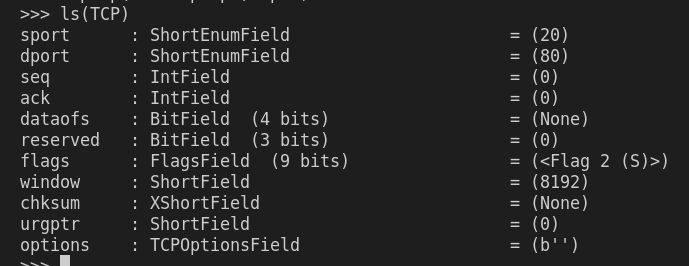 >>> ls(TCP)
sport      : ShortEnumField                      = (20)
dport      : ShortEnumField                      = (80)
seq        : IntField                            = (0)
ack        : IntField                            = (0)
dataofs    : BitField  (4 bits)                  = (None)
reserved   : BitField  (3 bits)                  = (0)
flags      : FlagsField  (9 bits)                = (<Flag 2 (S)>)
window     : ShortField                          = (8192)
chksum     : XShortField                         = (None)
urgptr     : ShortField                          = (0)
options    : TCPOptionsField                     = (b'')
>>>